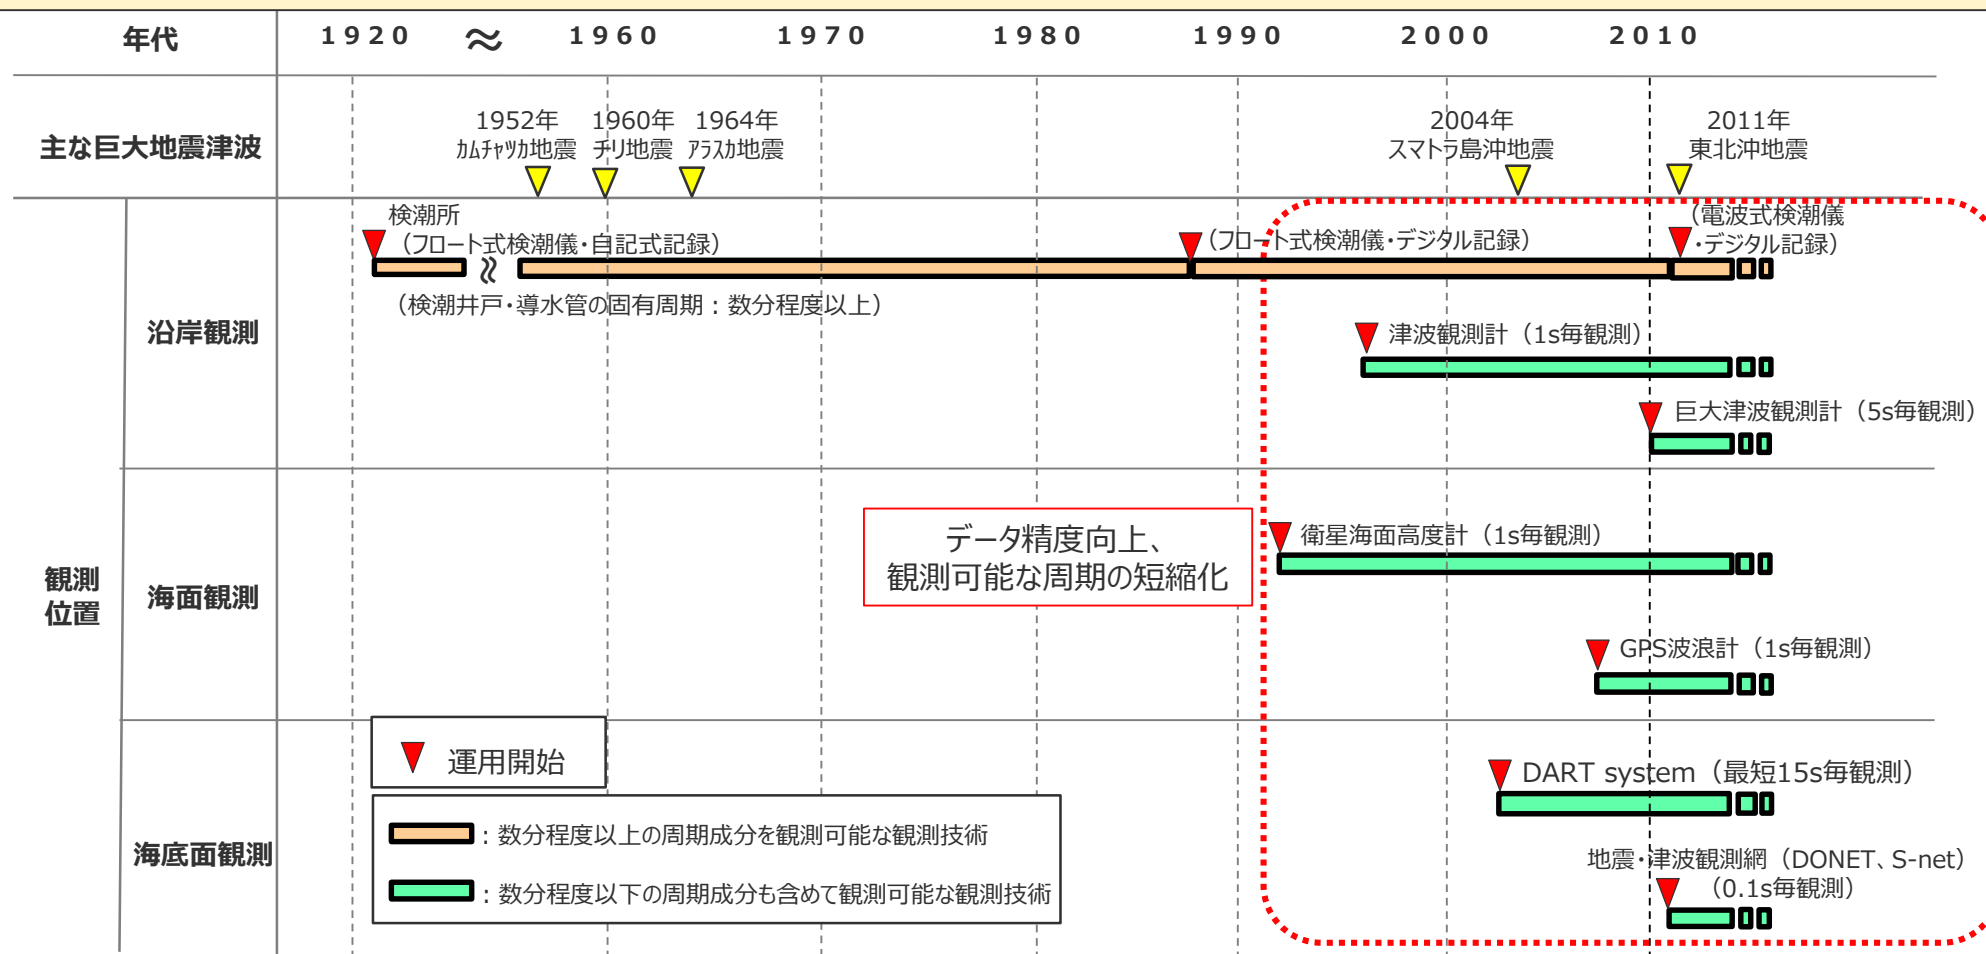 年代
1920 ≈ 1960 1970 1980 1990 2000 2010
主な巨大地震津波
1952年
カムチャツカ地震
1960年
チリ地震
1964年
アラスカ地震
2004年
スマトラ島沖地震
2011年
東北沖地震
観測
位置
沿岸観測
検潮所
（フロート式検潮儀・自記式記録）
（フロート式検潮儀・デジタル記録）
（電波式検潮儀
・デジタル記録）
（検潮井戸・導水管の固有周期：数分程度以上）
津波観測計（1s毎観測）
巨大津波観測計（5s毎観測）
海面観測
データ精度向上、
観測可能な周期の短縮化
衛星海面高度計（1s毎観測）
GPS波浪計（1s毎観測）
海底面観測
運用開始
：数分程度以上の周期成分を観測可能な観測技術
：数分程度以下の周期成分も含めて観測可能な観測技術
DART system（最短15s毎観測）
地震・津波観測網（DONET、S-net）
（0.1s毎観測）